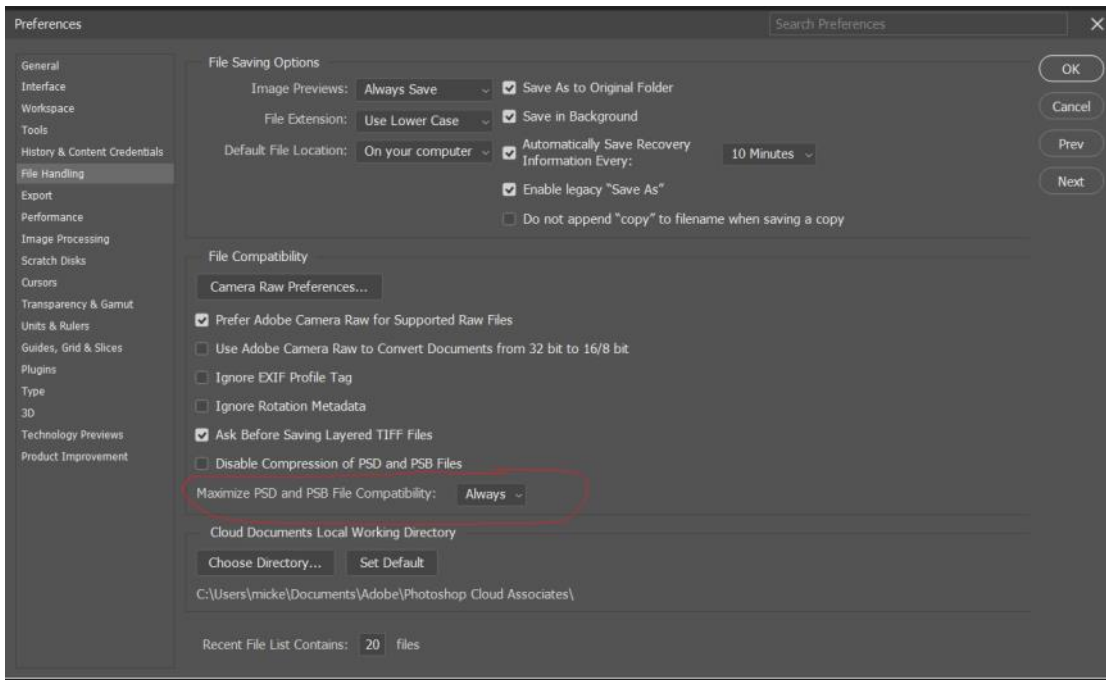 Preferences
Search Preferences
General
Interface
Workspace
Tools
History & Content Credentials
File Handling
Export
Performance
Image Processing
Scratch Disks
Cursors
Transparency & Gamut
Units & Rulers
Guides, Grid & Slices
Plugins
Type
3D
Technology Previews
Product Improvement
File Saving Options
Image Previews: Always Save
File Extension: Use Lower Case
Default File Location: On your computer
Save As to Original Folder
Save in Background
Automatically Save Recovery
Information Every: 10 Minutes
Enable legacy “Save As”
Do not append “copy” to filename when saving a copy
File Compatibility
Camera Raw Preferences...
Prefer Adobe Camera Raw for Supported Raw Files
Use Adobe Camera Raw to Convert Documents from 32 bit to 16/8 bit
Ignore EXIF Profile Tag
Ignore Rotation Metadata
Ask Before Saving Layered TIFF Files
Disable Compression of PSD and PSB Files
Maximize PSD and PSB File Compatibility: Always
Cloud Documents Local Working Directory
Choose Directory... Set Default
C:\Users\micke\Documents\Adobe\Photoshop Cloud Associates\
Recent File List Contains: 20 files
OK
Cancel
Prev
Next